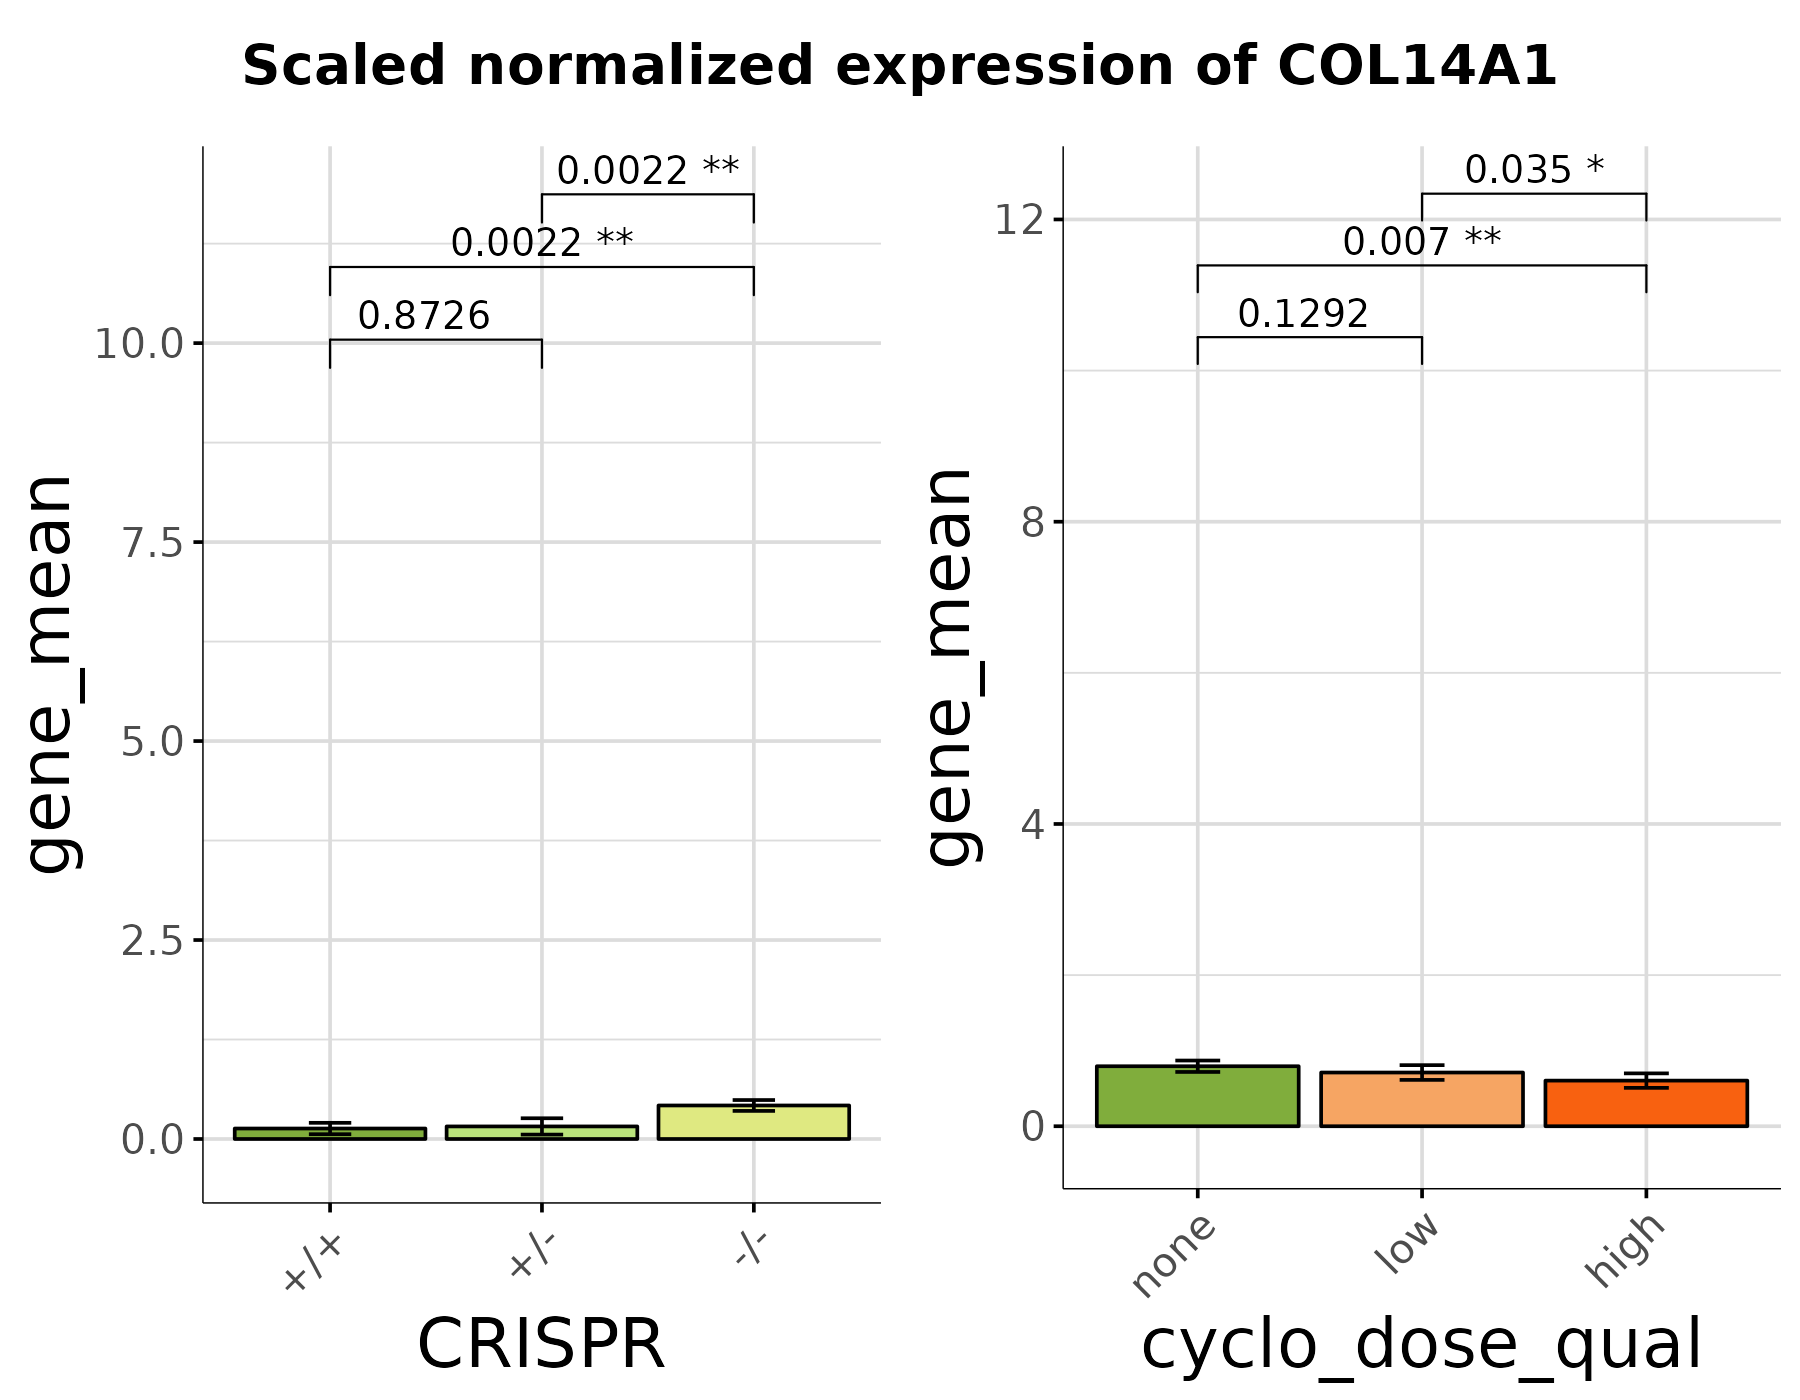 Scaled normalized expression of COL14A1
gene_mean
10.0
7.5
5.0
2.5
0.0
0.0022 **
0.0022 **
0.8726
+/+
+/-
-/-
CRISPR
gene_mean
12
8
4
0
0.035 *
0.007 **
0.1292
none
low
high
cyclo_dose_qual